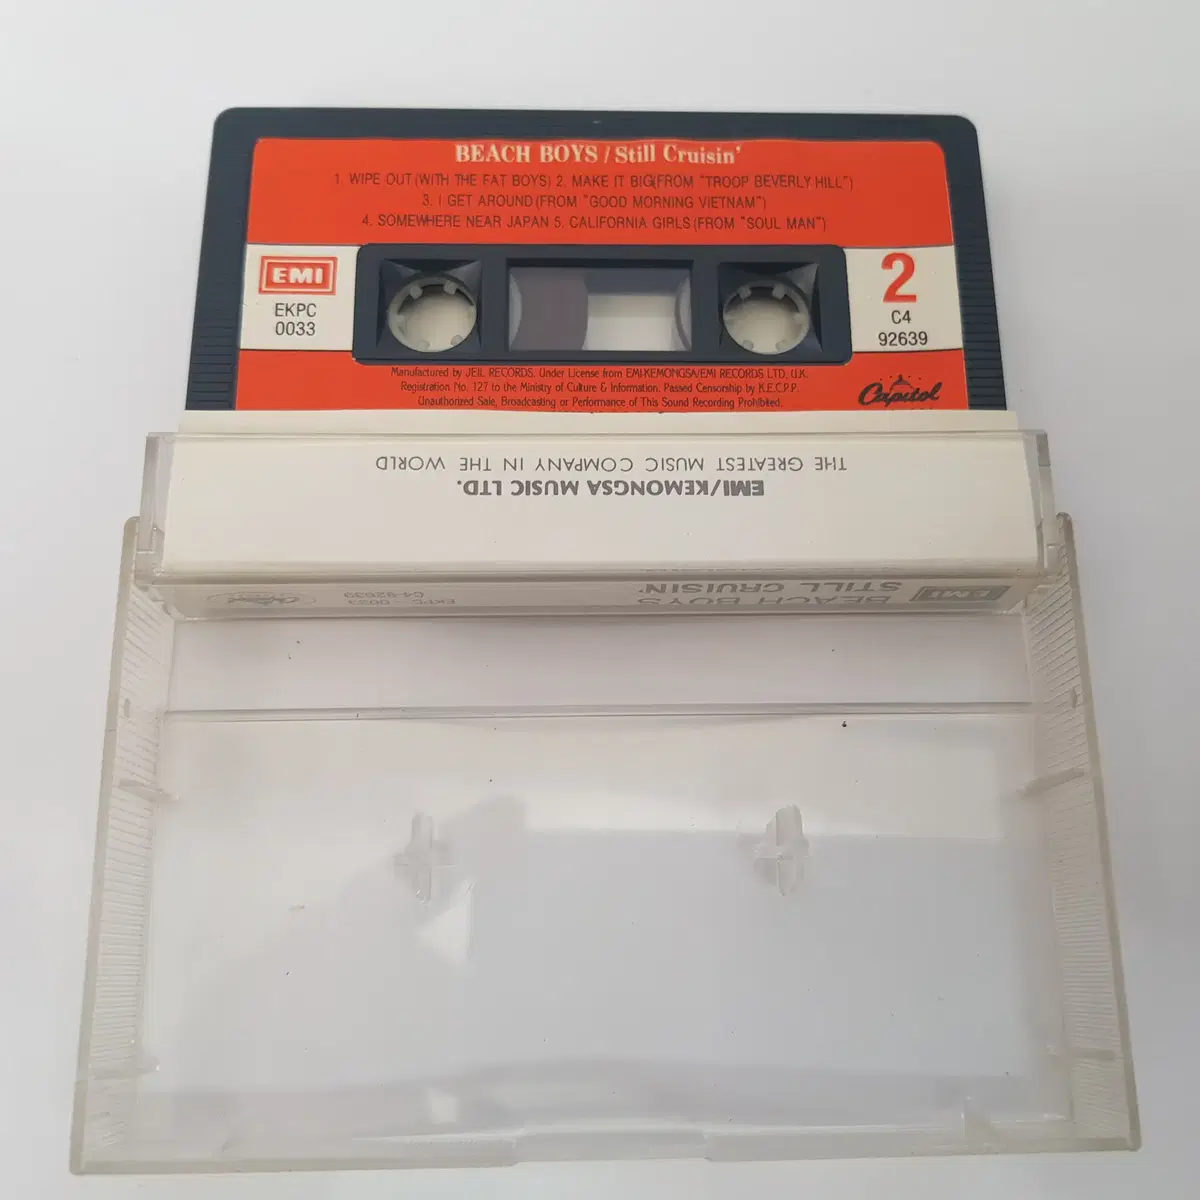 BEACH BOYS / Still Cruisin'
1. WIPE OUT (WITH THE FAT BOYS) 2. MAKE IT BIG(FROM "TROOP BEVERLY HILL")
3. I GET AROUND (FROM "GOOD MORNING VIETNAM")
4. SOMEWHERE NEAR JAPAN 5. CALIFORNIA GIRLS (FROM "SOUL MAN")
EMI
EKPC
0033
2
C4
92639
Manufactured by JEIL RECORDS. Under License from EMI-KEMONGSA/EMI RECORDS LTD, U.K.
Registration No. 127 to the Ministry of Culture & Information. Passed Censorship by K.E.C.P.P.
Unauthorized Sale, Broadcasting or Performance of This Sound Recording Prohibited.
Capitol
EMI/KEMONGSA MUSIC LTD.
THE GREATEST MUSIC COMPANY IN THE WORLD
EMI
BEACH BOYS
STILL CRUISIN'
EKPC-0033
C4-92639
Capitol